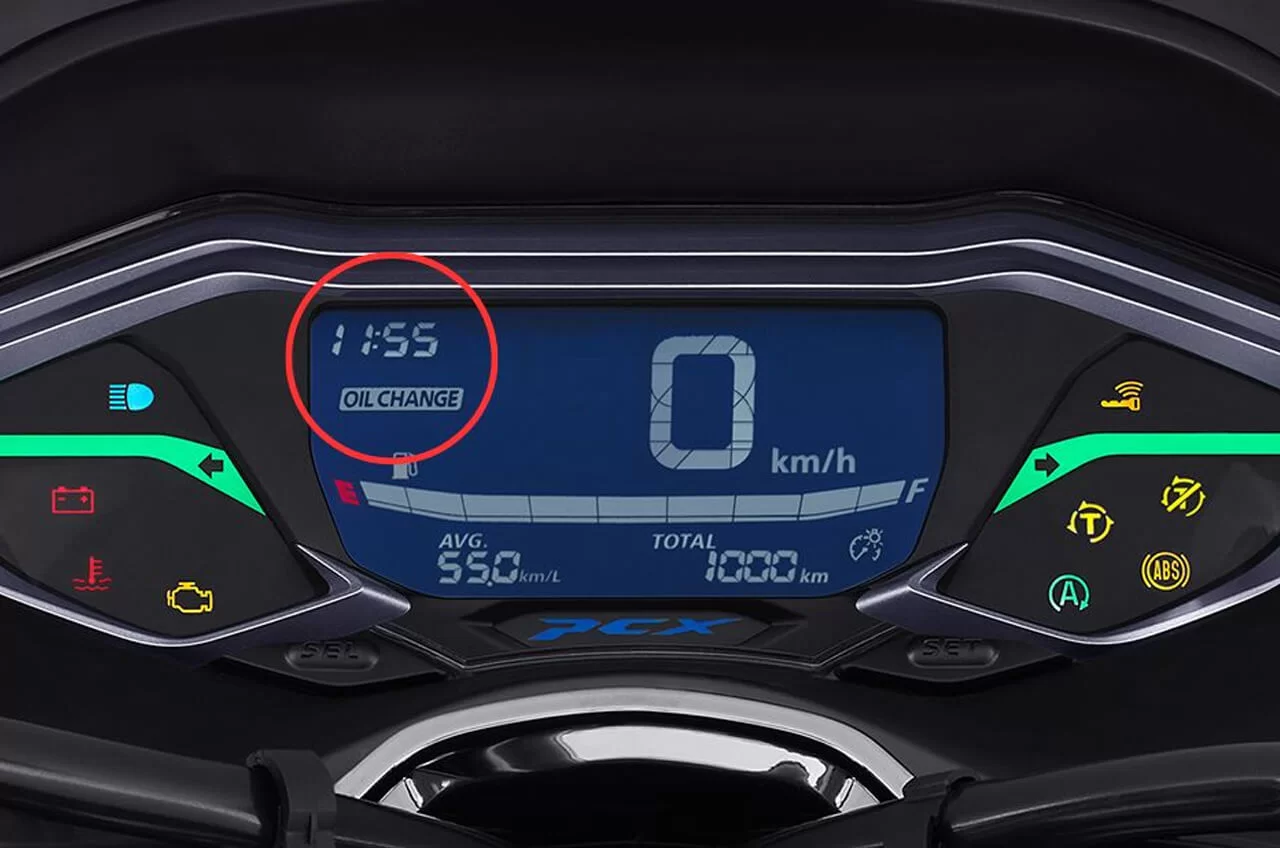 11:55
OIL CHANGE
0
km/h
E
F
AVG.
55.0 km/L
TOTAL
1000 km
T
T
ABS
A
PCX
SEL
SET